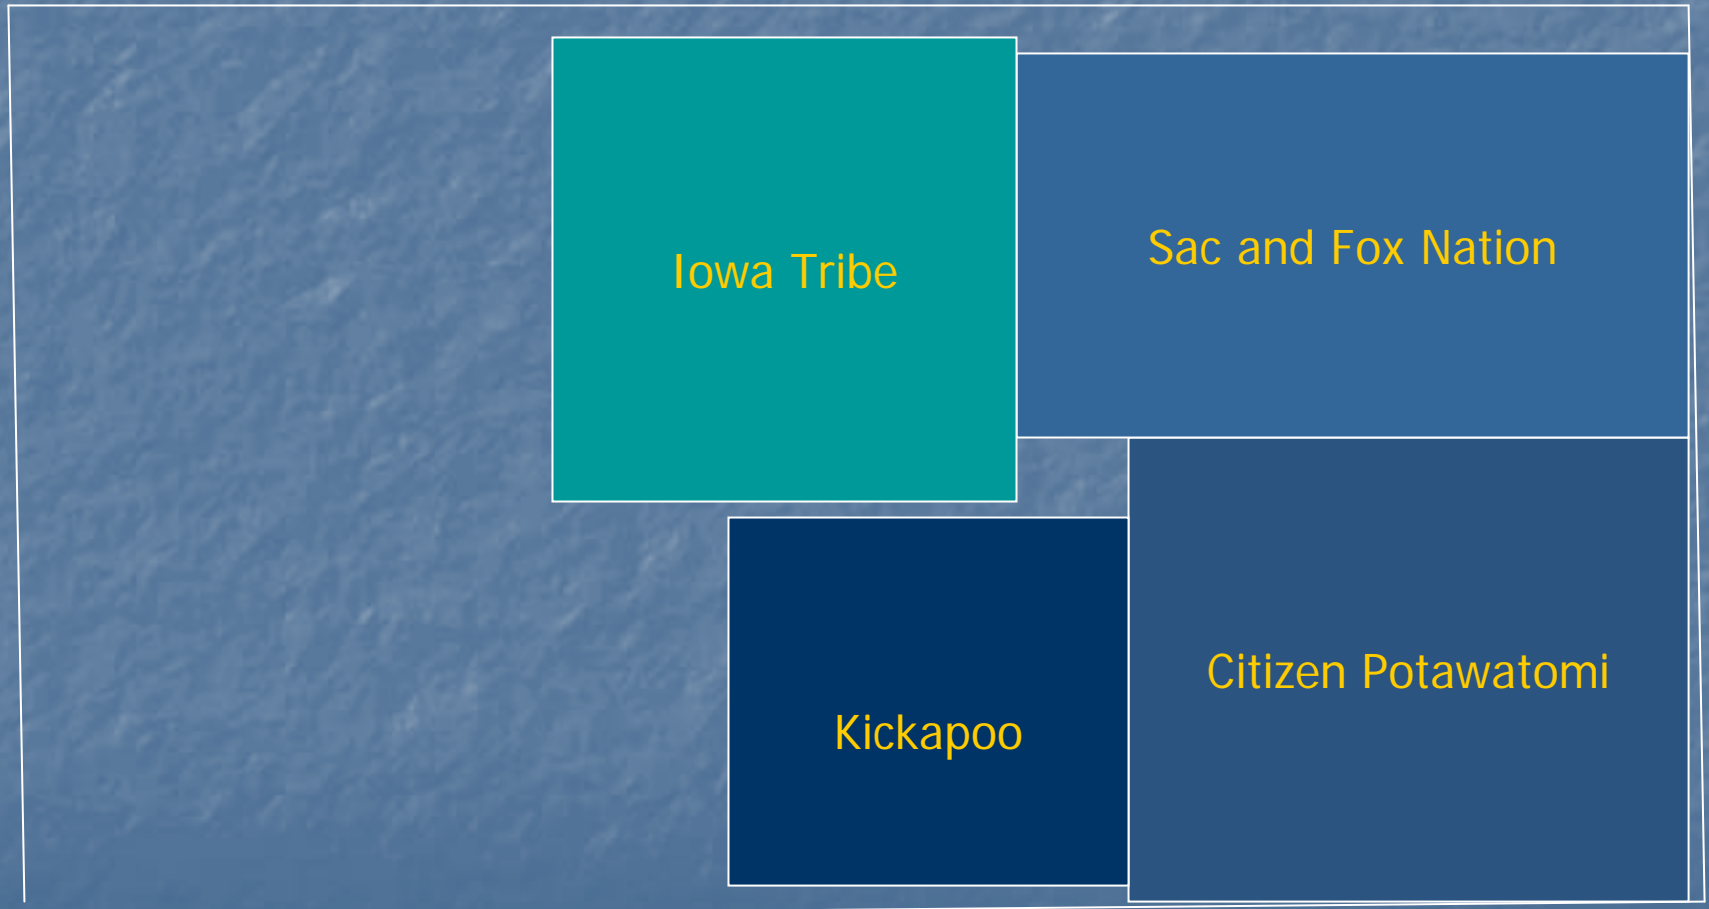 Iowa Tribe
Sac and Fox Nation
Kickapoo
Citizen Potawatomi